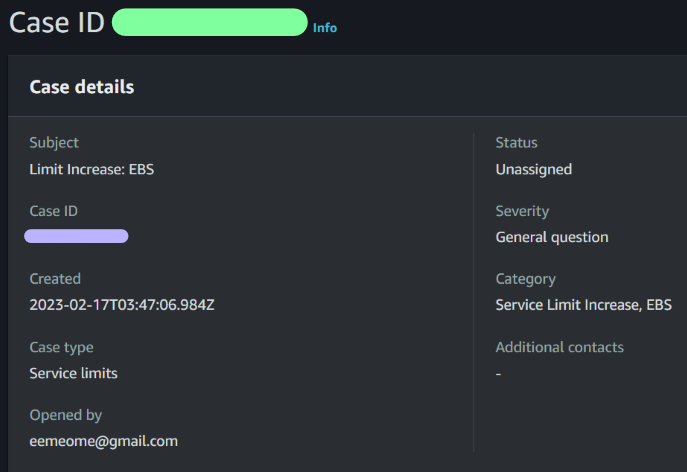 Case ID
Info
Case details
Subject
Limit Increase: EBS
Case ID
Created
2023-02-17T03:47:06.984Z
Case type
Service limits
Opened by
eemeome@gmail.com
Status
Unassigned
Severity
General question
Category
Service Limit Increase, EBS
Additional contacts
-